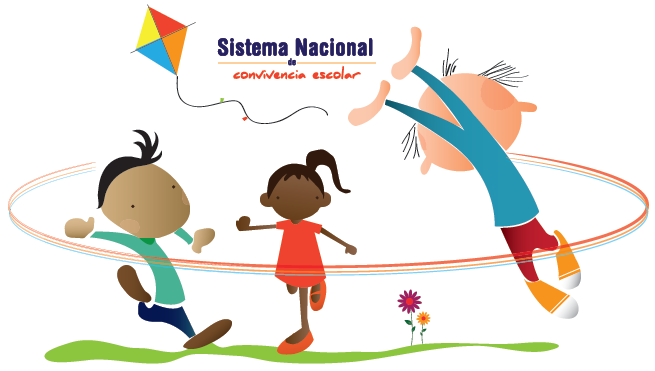 Sistema Nacional
de
convivencia escolar